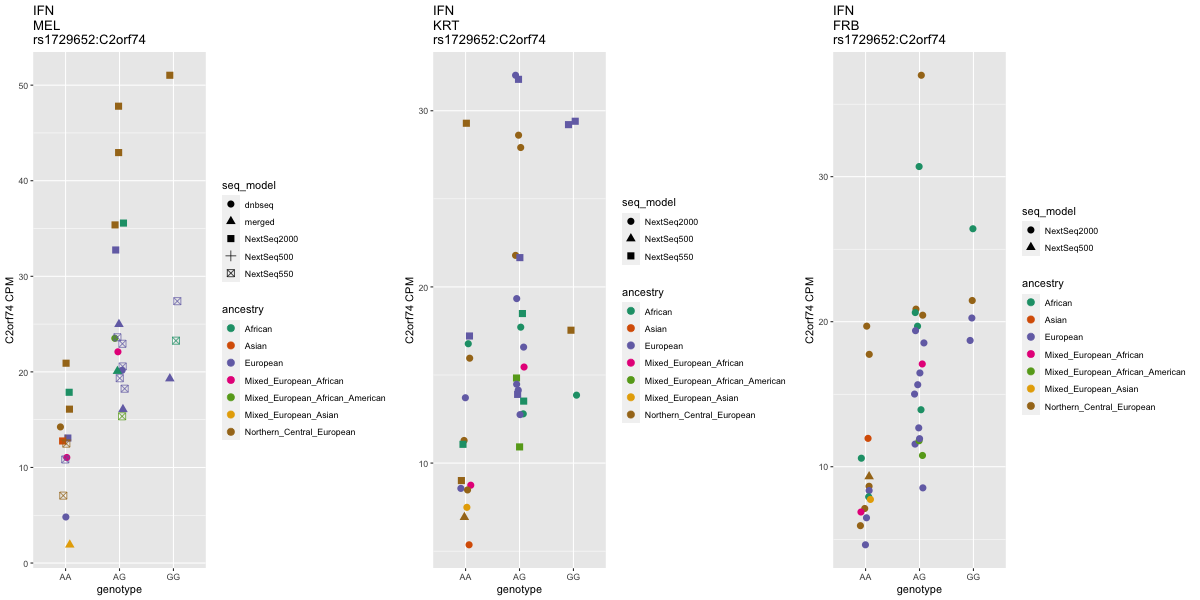 IFN
MEL
rs1729652:C2orf74
C2orf74 CPM
50
40
30
20
10
0
AA
AG
GG
genotype
seq_model
dnbseq
merged
NextSeq2000
NextSeq500
NextSeq550
ancestry
African
Asian
European
Mixed_European_African
Mixed_European_African_American
Mixed_European_Asian
Northern_Central_European
IFN
KRT
rs1729652:C2orf74
C2orf74 CPM
30
20
10
AA
AG
GG
genotype
seq_model
NextSeq2000
NextSeq500
NextSeq550
ancestry
African
Asian
European
Mixed_European_African
Mixed_European_African_American
Mixed_European_Asian
Northern_Central_European
IFN
FRB
rs1729652:C2orf74
C2orf74 CPM
30
20
10
AA
AG
GG
genotype
seq_model
NextSeq2000
NextSeq500
ancestry
African
Asian
European
Mixed_European_African
Mixed_European_African_American
Mixed_European_Asian
Northern_Central_European